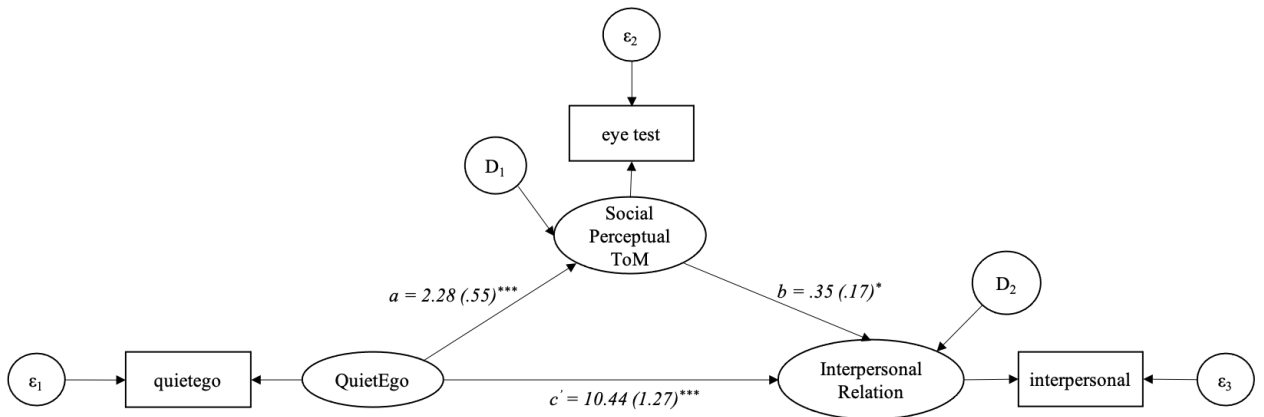 ε₂
eye test
D₁
Social
Perceptual
ToM
a = 2.28 (.55)***
b = .35 (.17)*
D₂
ε₁
quietego
QuietEgo
c' = 10.44 (1.27)***
Interpersonal
Relation
interpersonal
ε₃